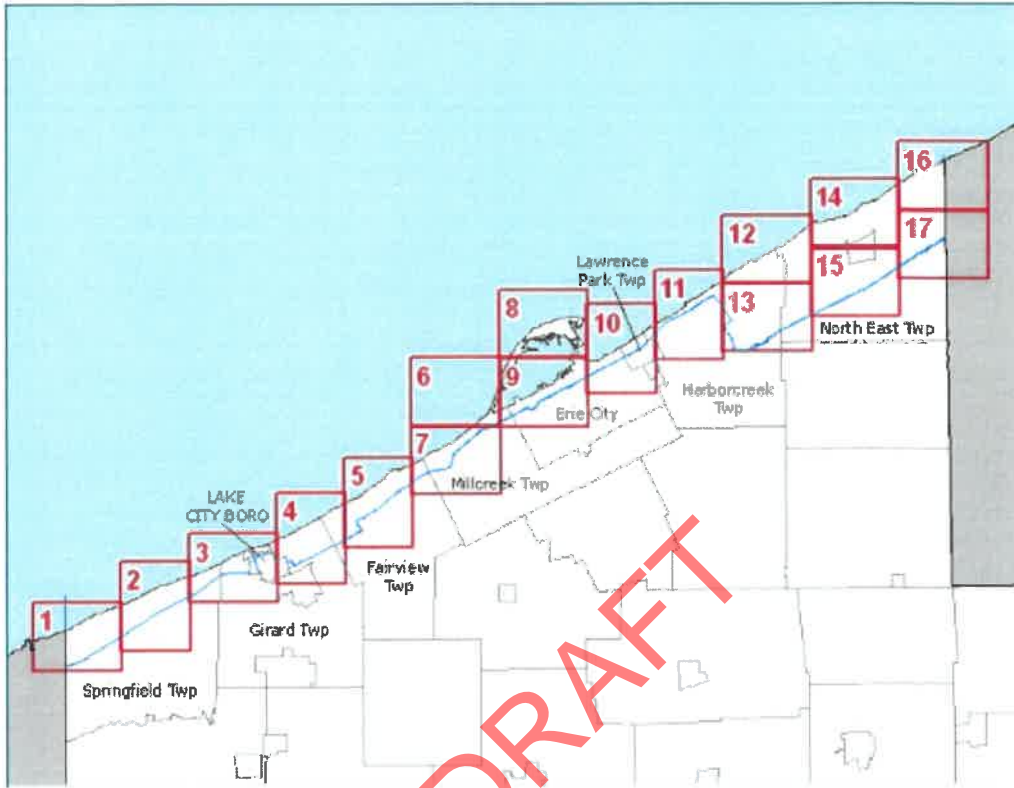 16
14
17
12
Lawrence
Park Twp
11
15
8
10
13
North East Twp
6
9
Harborcreek
Twp
Erie City
7
5
Millcreek Twp
LAKE
CITY BORO
4
3
Fairview
Twp
2
1
Girard Twp
Springfield Twp
DRAFT